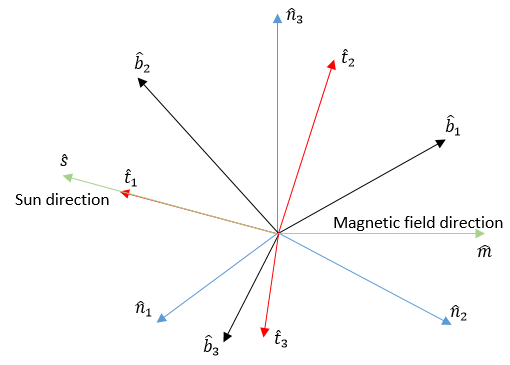 n̂₃
t̂₂
b̂₂
b̂₁
ŝ
t̂₁
Sun direction
Magnetic field direction
m̂
n̂₁
n̂₂
b̂₃
t̂₃